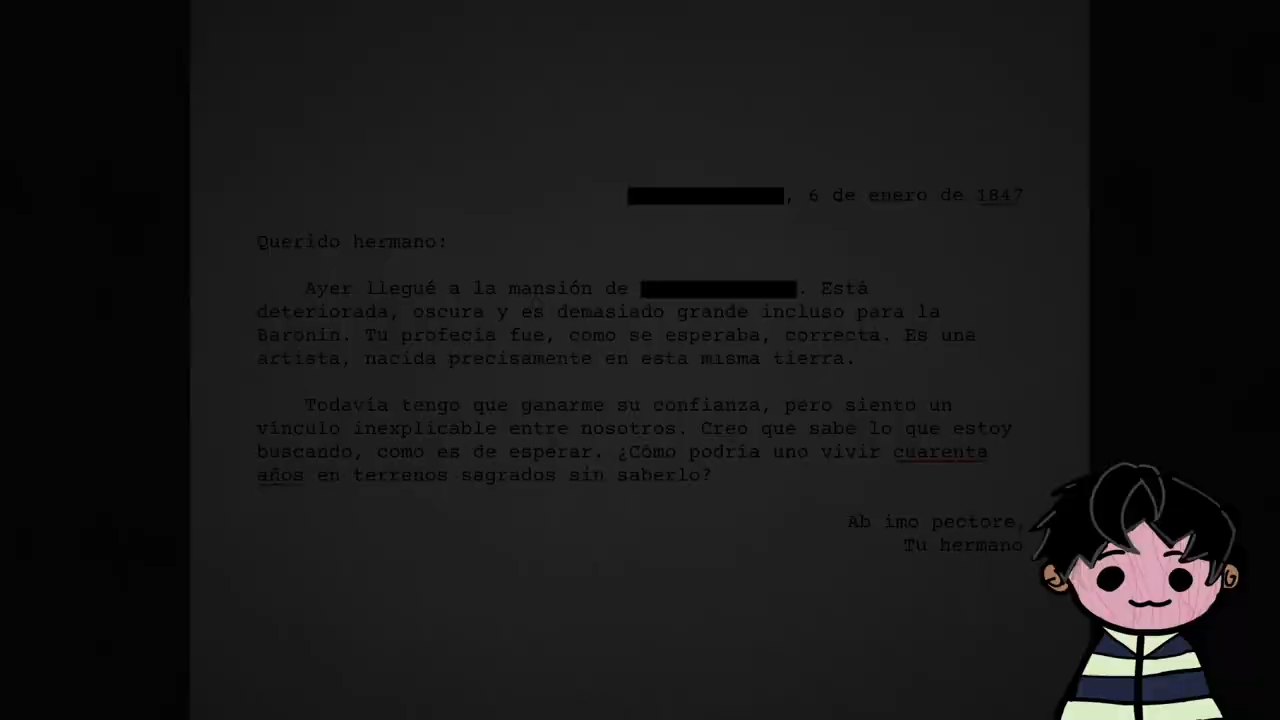 , 6 de enero de 1847
Querido hermano:
Ayer llegué a la mansión de . Está
deteriorada, oscura y es demasiado grande incluso para la
Baronin. Tu profecía fue, como se esperaba, correcta. Es una
artista, nacida precisamente en esta misma tierra.
Todavía tengo que ganarme su confianza, pero siento un
vínculo inexplicable entre nosotros. Creo que sabe lo que estoy
buscando, como es de esperar. ¿Cómo podría uno vivir cuarenta
años en terrenos sagrados sin saberlo?
Ab imo pectore,
Tu hermano